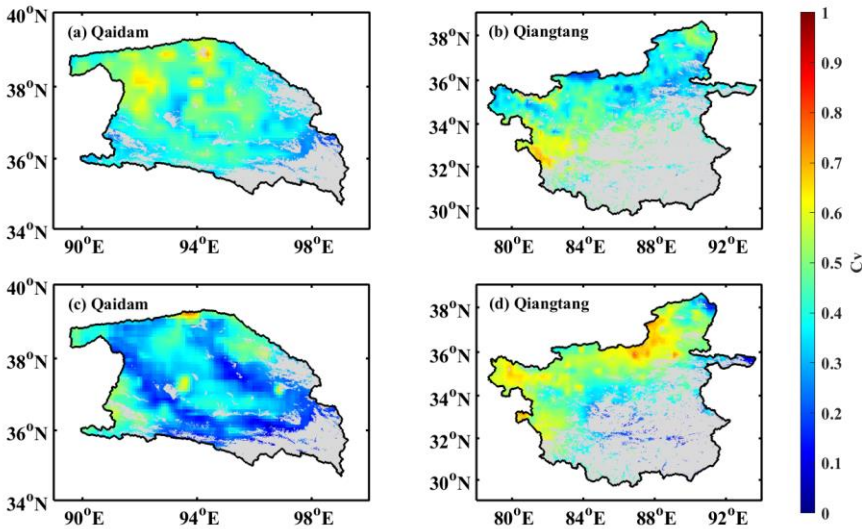 40°N
38°N
36°N
34°N
90°E 94°E 98°E
(a) Qaidam
38°N
36°N
34°N
32°N
30°N
80°E 84°E 88°E 92°E
(b) Qiangtang
40°N
38°N
36°N
34°N
90°E 94°E 98°E
(c) Qaidam
38°N
36°N
34°N
32°N
30°N
80°E 84°E 88°E 92°E
(d) Qiangtang
1
0.9
0.8
0.7
0.6
0.5
0.4
0.3
0.2
0.1
0
Cv